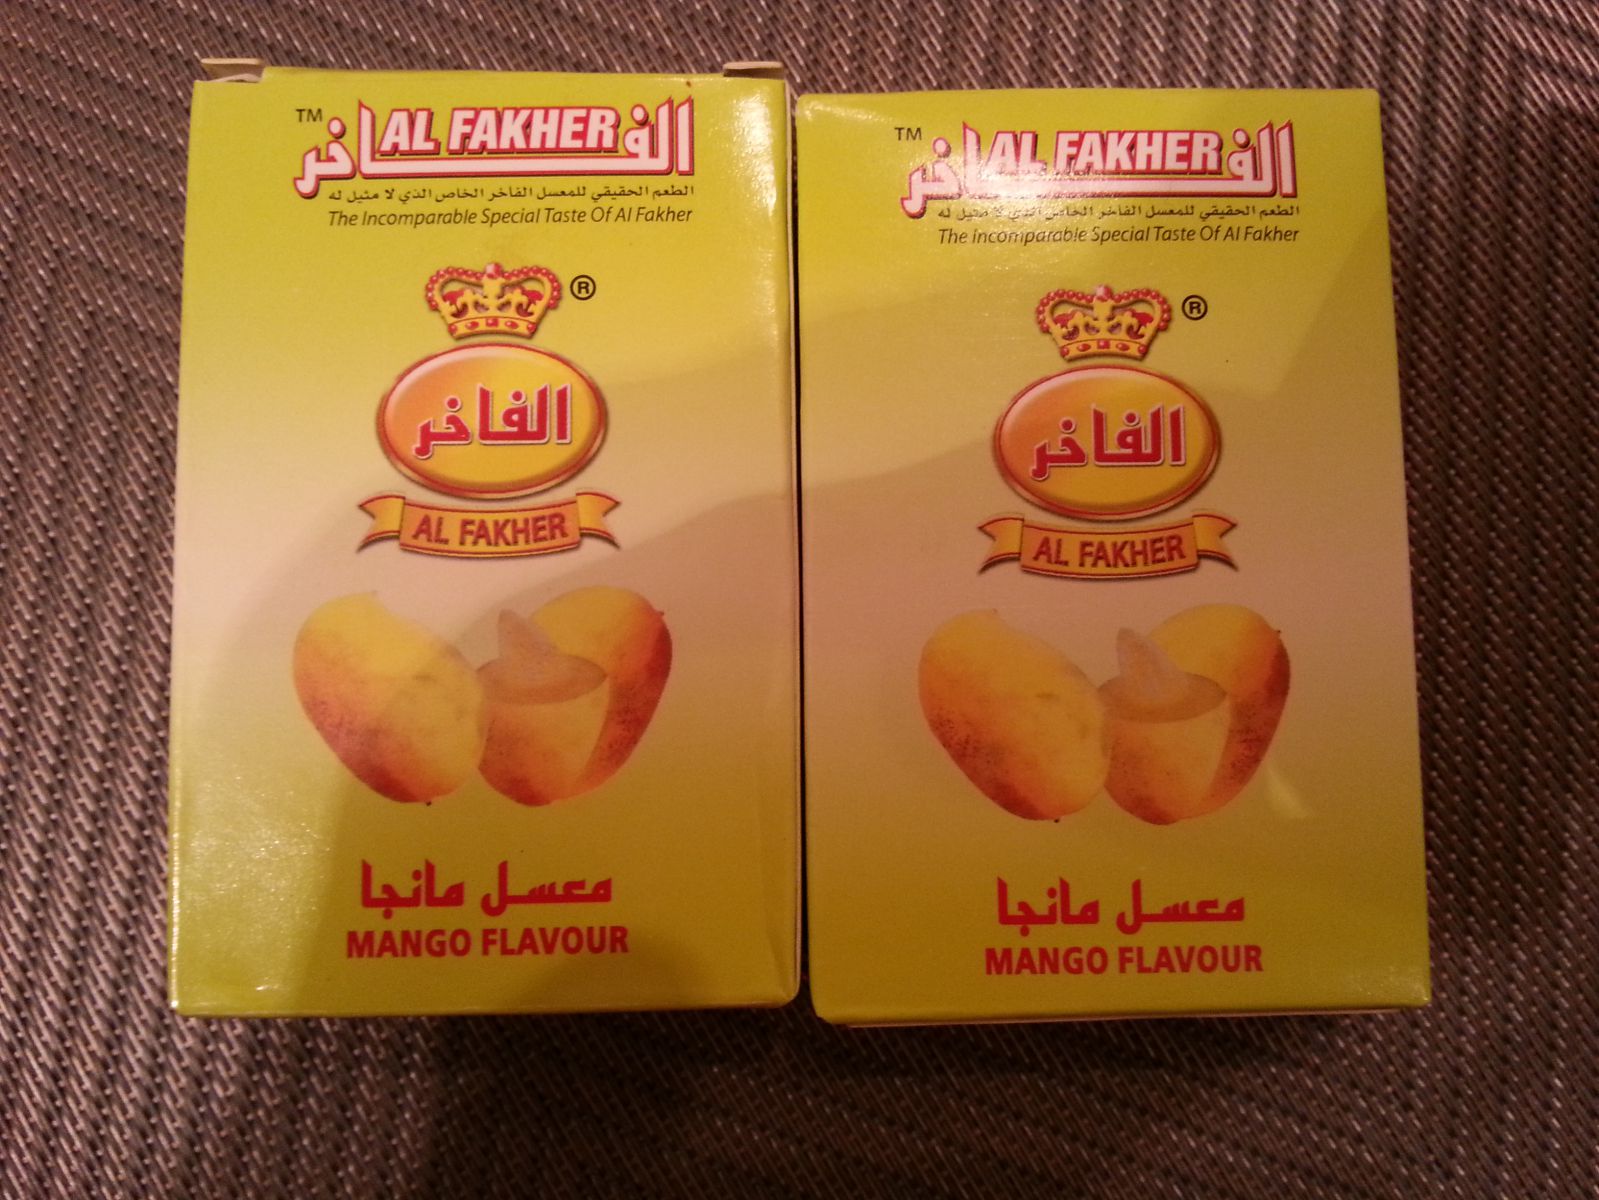 ™ الفاخر
AL FAKHER
الطعم الحقيقي للمعسل الفاخر الخاص الذي لا مثيل له
The Incomparable Special Taste Of Al Fakher
®
الفاخر
AL FAKHER
معسل مانجا
MANGO FLAVOUR
™ الفاخر
AL FAKHER
الطعم الحقيقي للمعسل الفاخر الخاص الذي لا مثيل له
The Incomparable Special Taste Of Al Fakher
®
الفاخر
AL FAKHER
معسل مانجا
MANGO FLAVOUR